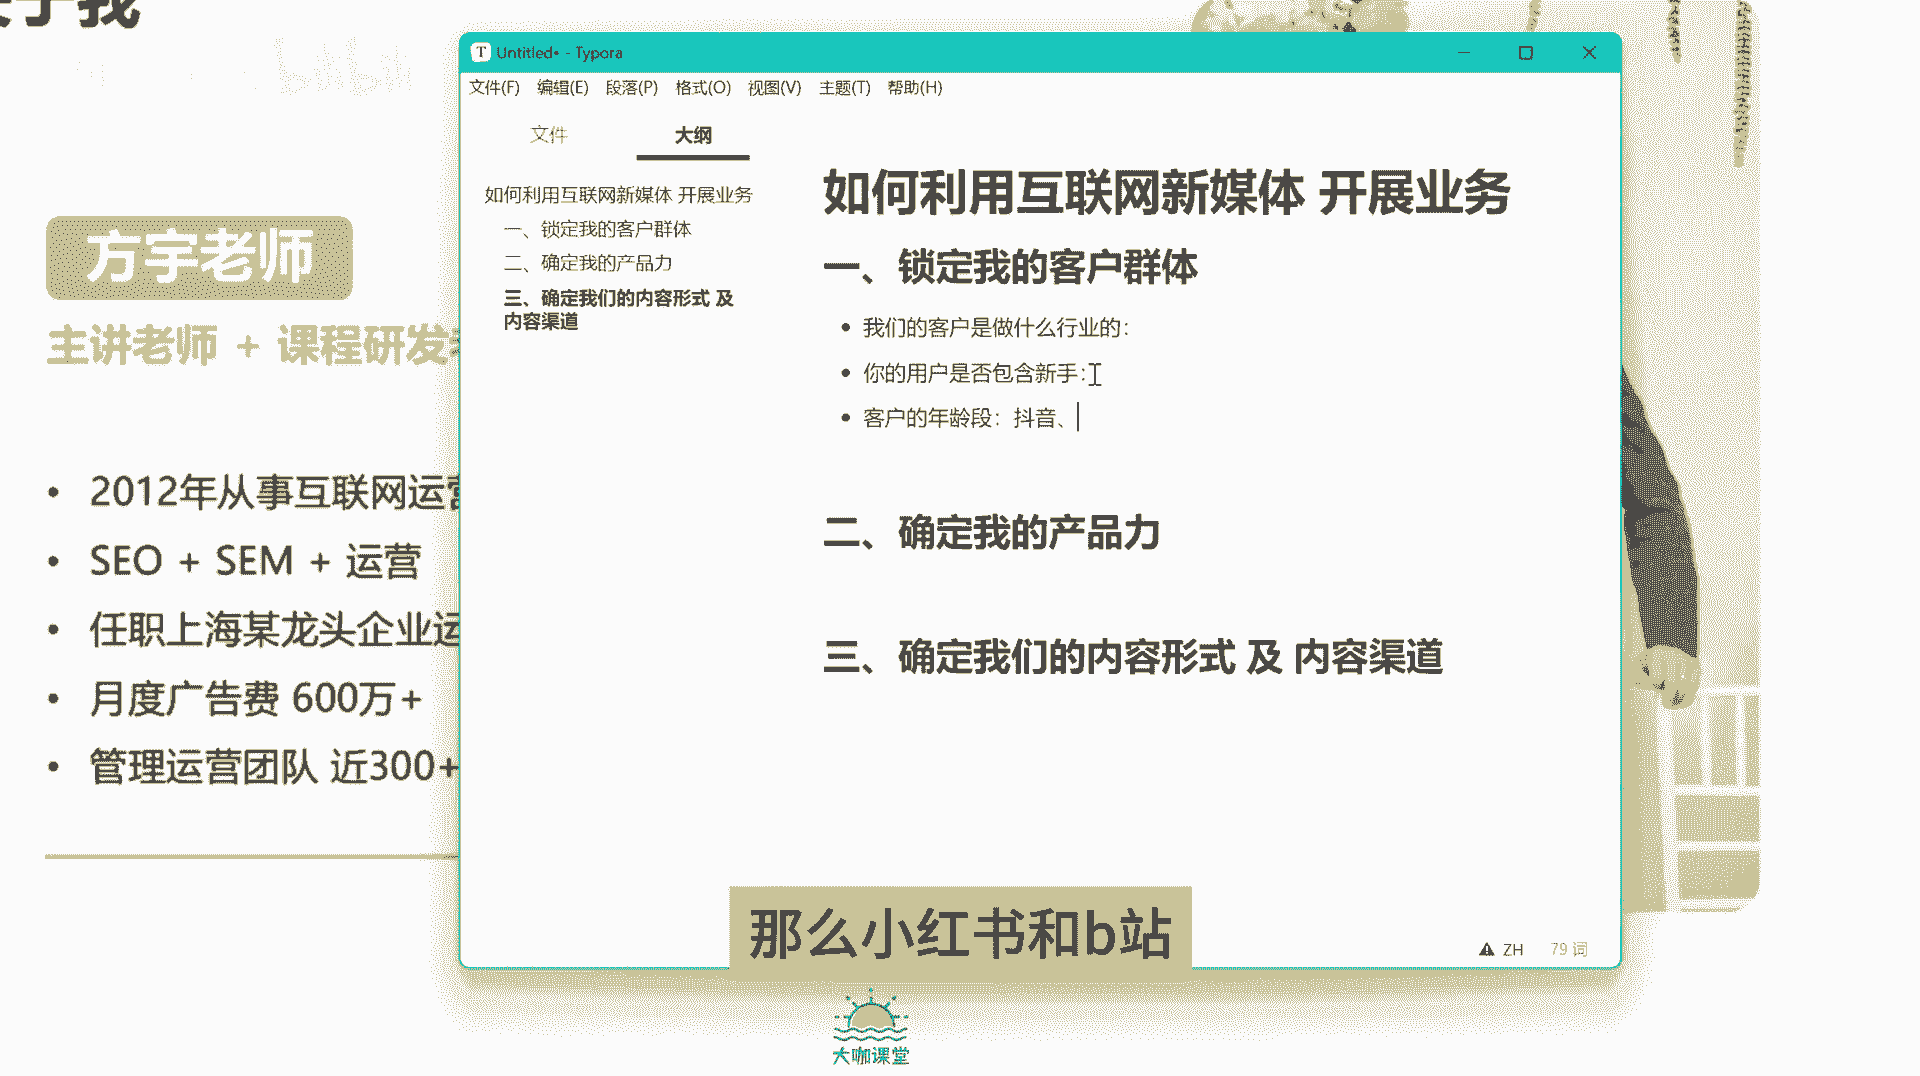 bilibili
方宇老师
主讲老师 + 课程研发
2012年从事互联网运营
SEO + SEM + 运营
任职上海某龙头企业运
月度广告费 600万+
管理运营团队 近300+
Untitled• - Typora
文件(F) 编辑(E) 段落(P) 格式(O) 视图(V) 主题(T) 帮助(H)
文件 大纲
如何利用互联网新媒体 开展业务
一、锁定我的客户群体
二、确定我的产品力
三、确定我们的内容形式 及
内容渠道
如何利用互联网新媒体 开展业务
一、锁定我的客户群体
我们的客户是做什么行业的：
你的用户是否包含新手：
客户的年龄段：抖音、
二、确定我的产品力
三、确定我们的内容形式 及 内容渠道
那么小红书和b站
ZH 79 词
大咖课堂